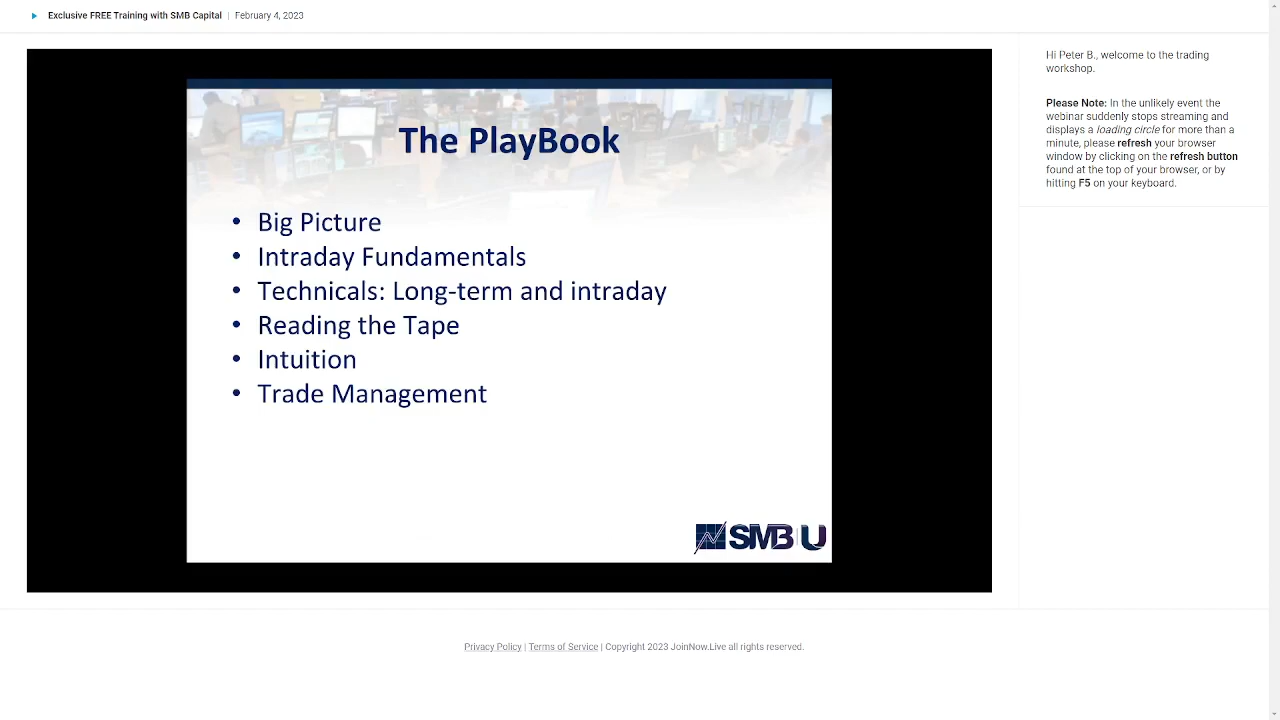 Exclusive FREE Training with SMB Capital | February 4, 2023
Hi Peter B., welcome to the trading
workshop.
Please Note: In the unlikely event the
webinar suddenly stops streaming and
displays a loading circle for more than a
minute, please refresh your browser
window by clicking on the refresh button
found at the top of your browser, or by
hitting F5 on your keyboard.
The PlayBook
• Big Picture
• Intraday Fundamentals
• Technicals: Long-term and intraday
• Reading the Tape
• Intuition
• Trade Management
SMB U
Privacy Policy | Terms of Service | Copyright 2023 JoinNow.Live all rights reserved.